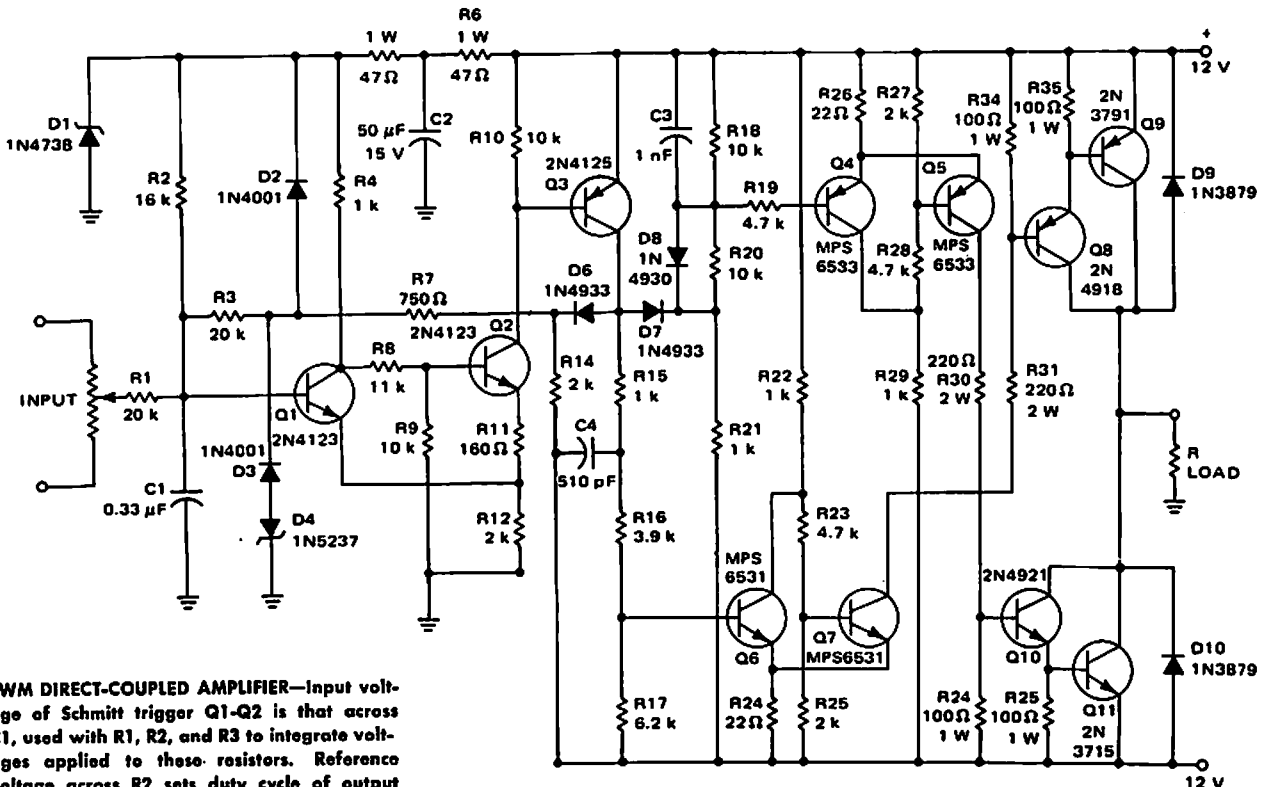 R6
1 W
1 W
+
47Ω
47Ω
12 V
D1
1N4738
R2
16 k
D2
1N4001
R4
1 k
50 μF
15 V
C2
R10
10 k
2N4125
Q3
C3
1 nF
R18
10 k
R26
22Ω
R27
2 k
R34
100Ω
1 W
R35
100Ω
1 W
2N
3791
Q9
D9
1N3879
R19
4.7 k
Q4
Q5
MPS
6533
R28
4.7 k
MPS
6533
Q8
2N
4918
D8
1N
4930
R20
10 k
R3
20 k
R7
750Ω
2N4123
Q2
D6
1N4933
D7
1N4933
R8
11 k
R14
2 k
R15
1 k
R22
1 k
R29
1 k
220Ω
R30
2 W
R31
220Ω
2 W
INPUT
R1
20 k
Q1
2N4123
R9
10 k
R11
160Ω
R21
1 k
R
LOAD
1N4001
D3
C4
510 pF
C1
0.33 μF
D4
1N5237
R12
2 k
R16
3.9 k
R23
4.7 k
MPS
6531
Q6
Q7
MPS6531
2N4921
Q10
D10
1N3879
R17
6.2 k
R24
22Ω
R25
2 k
R24
100Ω
1 W
R25
100Ω
1 W
Q11
2N
3715
12 V
WM DIRECT-COUPLED AMPLIFIER—Input volt-
ge of Schmitt trigger Q1-Q2 is that across
1, used with R1, R2, and R3 to integrate volt-
ges applied to these resistors. Reference
oltage across R2 sets duty cycle of output